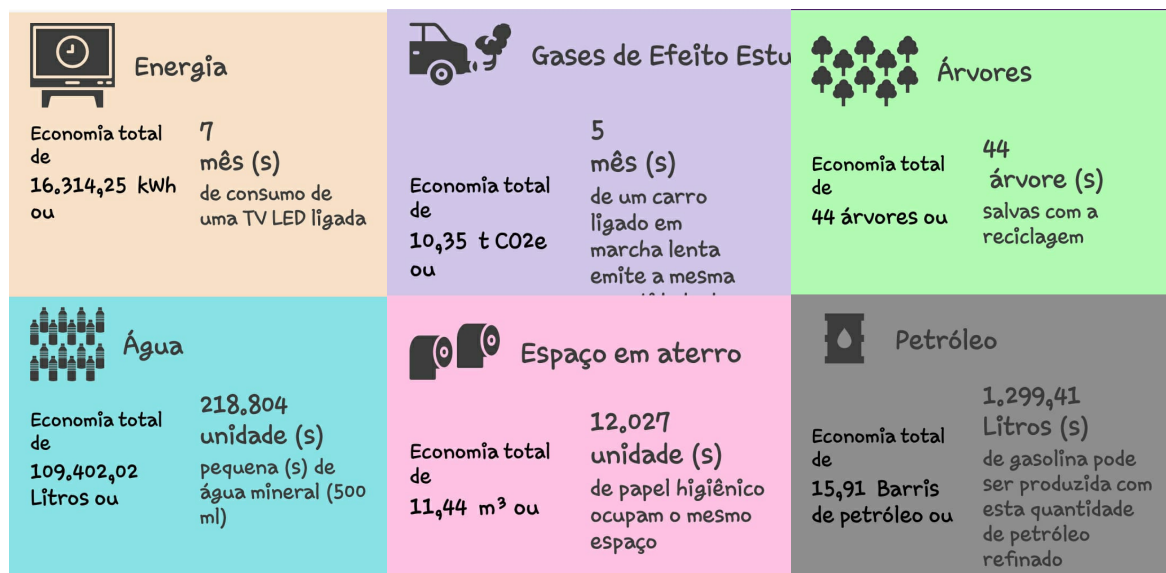 Energia
Economia total
de
16.314,25 kWh
ou
7
mês (s)
de consumo de
uma TV LED ligada
Gases de Efeito Estu
Economia total
de
10,35 t CO2e
ou
5
mês (s)
de um carro
ligado em
marcha lenta
emite a mesma
Árvores
Economia total
de
44 árvores ou
44
árvore (s)
salvas com a
reciclagem
Água
Economia total
de
109.402,02
Litros ou
218.804
unidade (s)
pequena (s) de
água mineral (500
ml)
Espaço em aterro
Economia total
de
11,44 m³ ou
12.027
unidade (s)
de papel higiênico
ocupam o mesmo
espaço
Petróleo
Economia total
de
15,91 Barris
de petróleo ou
1.299,41
Litros (s)
de gasolina pode
ser produzida com
esta quantidade
de petróleo
refinado